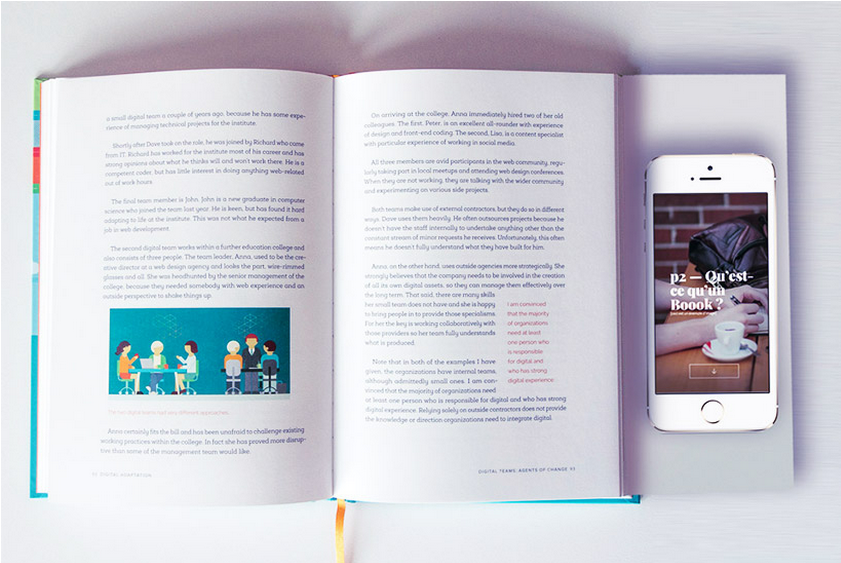 a small digital team a couple of years ago, because he has some expe-
rience of managing technical projects for the institute.
Shortly after Dave took on the role, he was joined by Richard who came
from IT. Richard has worked for the institute most of his career and has
strong opinions about what he thinks will and won't work there. He is a
competent coder, but has little interest in doing anything web-related
out of work hours.
The final team member is John. John is a new graduate in computer
science who joined the team last year. He is keen, but has found it hard
adapting to life at the institute. This was not what he expected from a
job in web development.
The second digital team works within a further education college and
also consists of three people. The team leader, Anna, used to be the cre-
ative director at a web design agency and looks the part, wire-rimmed
glasses and all. She was headhunted by the senior management of the
college, because they needed somebody with web experience and an
outside perspective to shake things up.
The two digital teams took very different approaches.
Anna certainly fits the bill and has been unafraid to challenge existing
working practices within the college. In fact she has proved more disrup-
tive than some of the management team would like.
DIGITAL ADAPTATION
On arriving at the college, Anna immediately hired two of her old
colleagues. The first, Peter, is an excellent all-rounder with experience
of design and front-end coding. The second, Lisa, is a content specialist
with particular experience of working in social media.
All three members are avid participants in the web community, regu-
larly taking part in local meetups and attending web design conferences.
When they are not working, they are talking with the wider community
and experimenting on various side projects.
Both teams make use of external contractors, but they do so in different
ways. Dave uses them heavily. He often outsources projects because he
doesn't have the staff internally to undertake anything other than the
constant stream of minor requests he receives. Unfortunately, this often
means he doesn't fully understand what they have built for him.
Anna, on the other hand, uses outside agencies more strategically. She
strongly believes that the company needs to be involved in the creation
of all its own digital assets, so they can manage them effectively over
the long term. That said, there are many skills
her small team does not have and she is happy
to bring people in to provide those specialisms.
For her the key is working collaboratively with
those providers so her team fully understands
what is produced.
I am convinced
that the majority
of organizations
need at least
one person who
is responsible
for digital and
who has strong
digital experience.
Note that in both of the examples I have
given, the organizations have internal teams,
although admittedly small ones. I am con-
vinced that the majority of organizations need
at least one person who is responsible for digital and who has strong
digital experience. Relying solely on outside contractors does not provide
the knowledge or direction organizations need to integrate digital.
DIGITAL TEAMS: AGENTS OF CHANGE
p2 — Qu'est-
ce qu'un
Boook ?